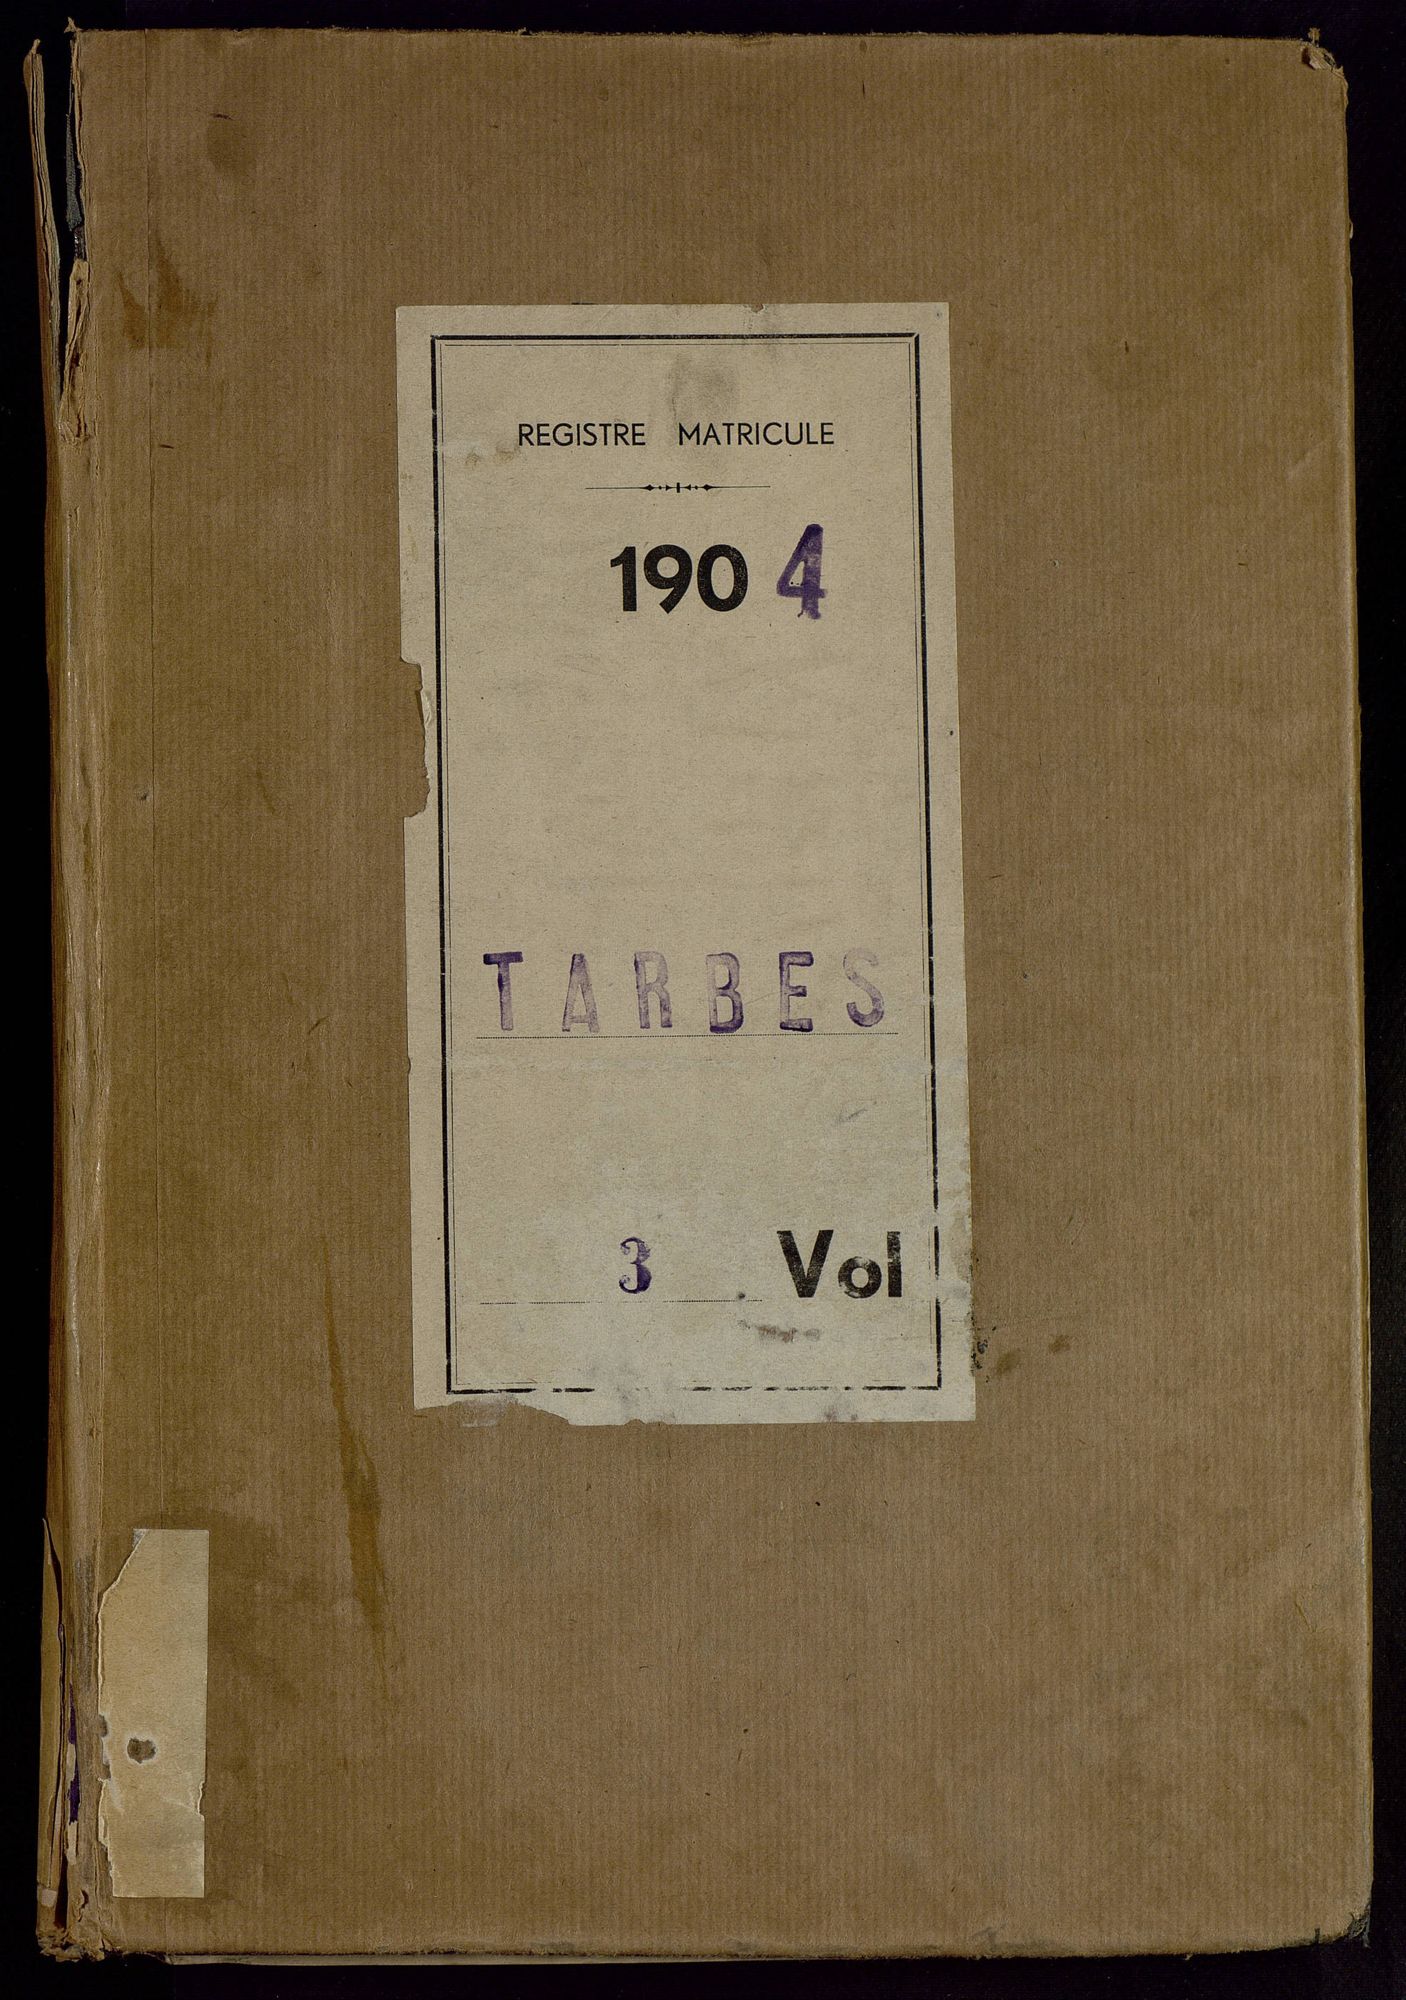 REGISTRE MATRICULE
1904
TARBES
3 Vol